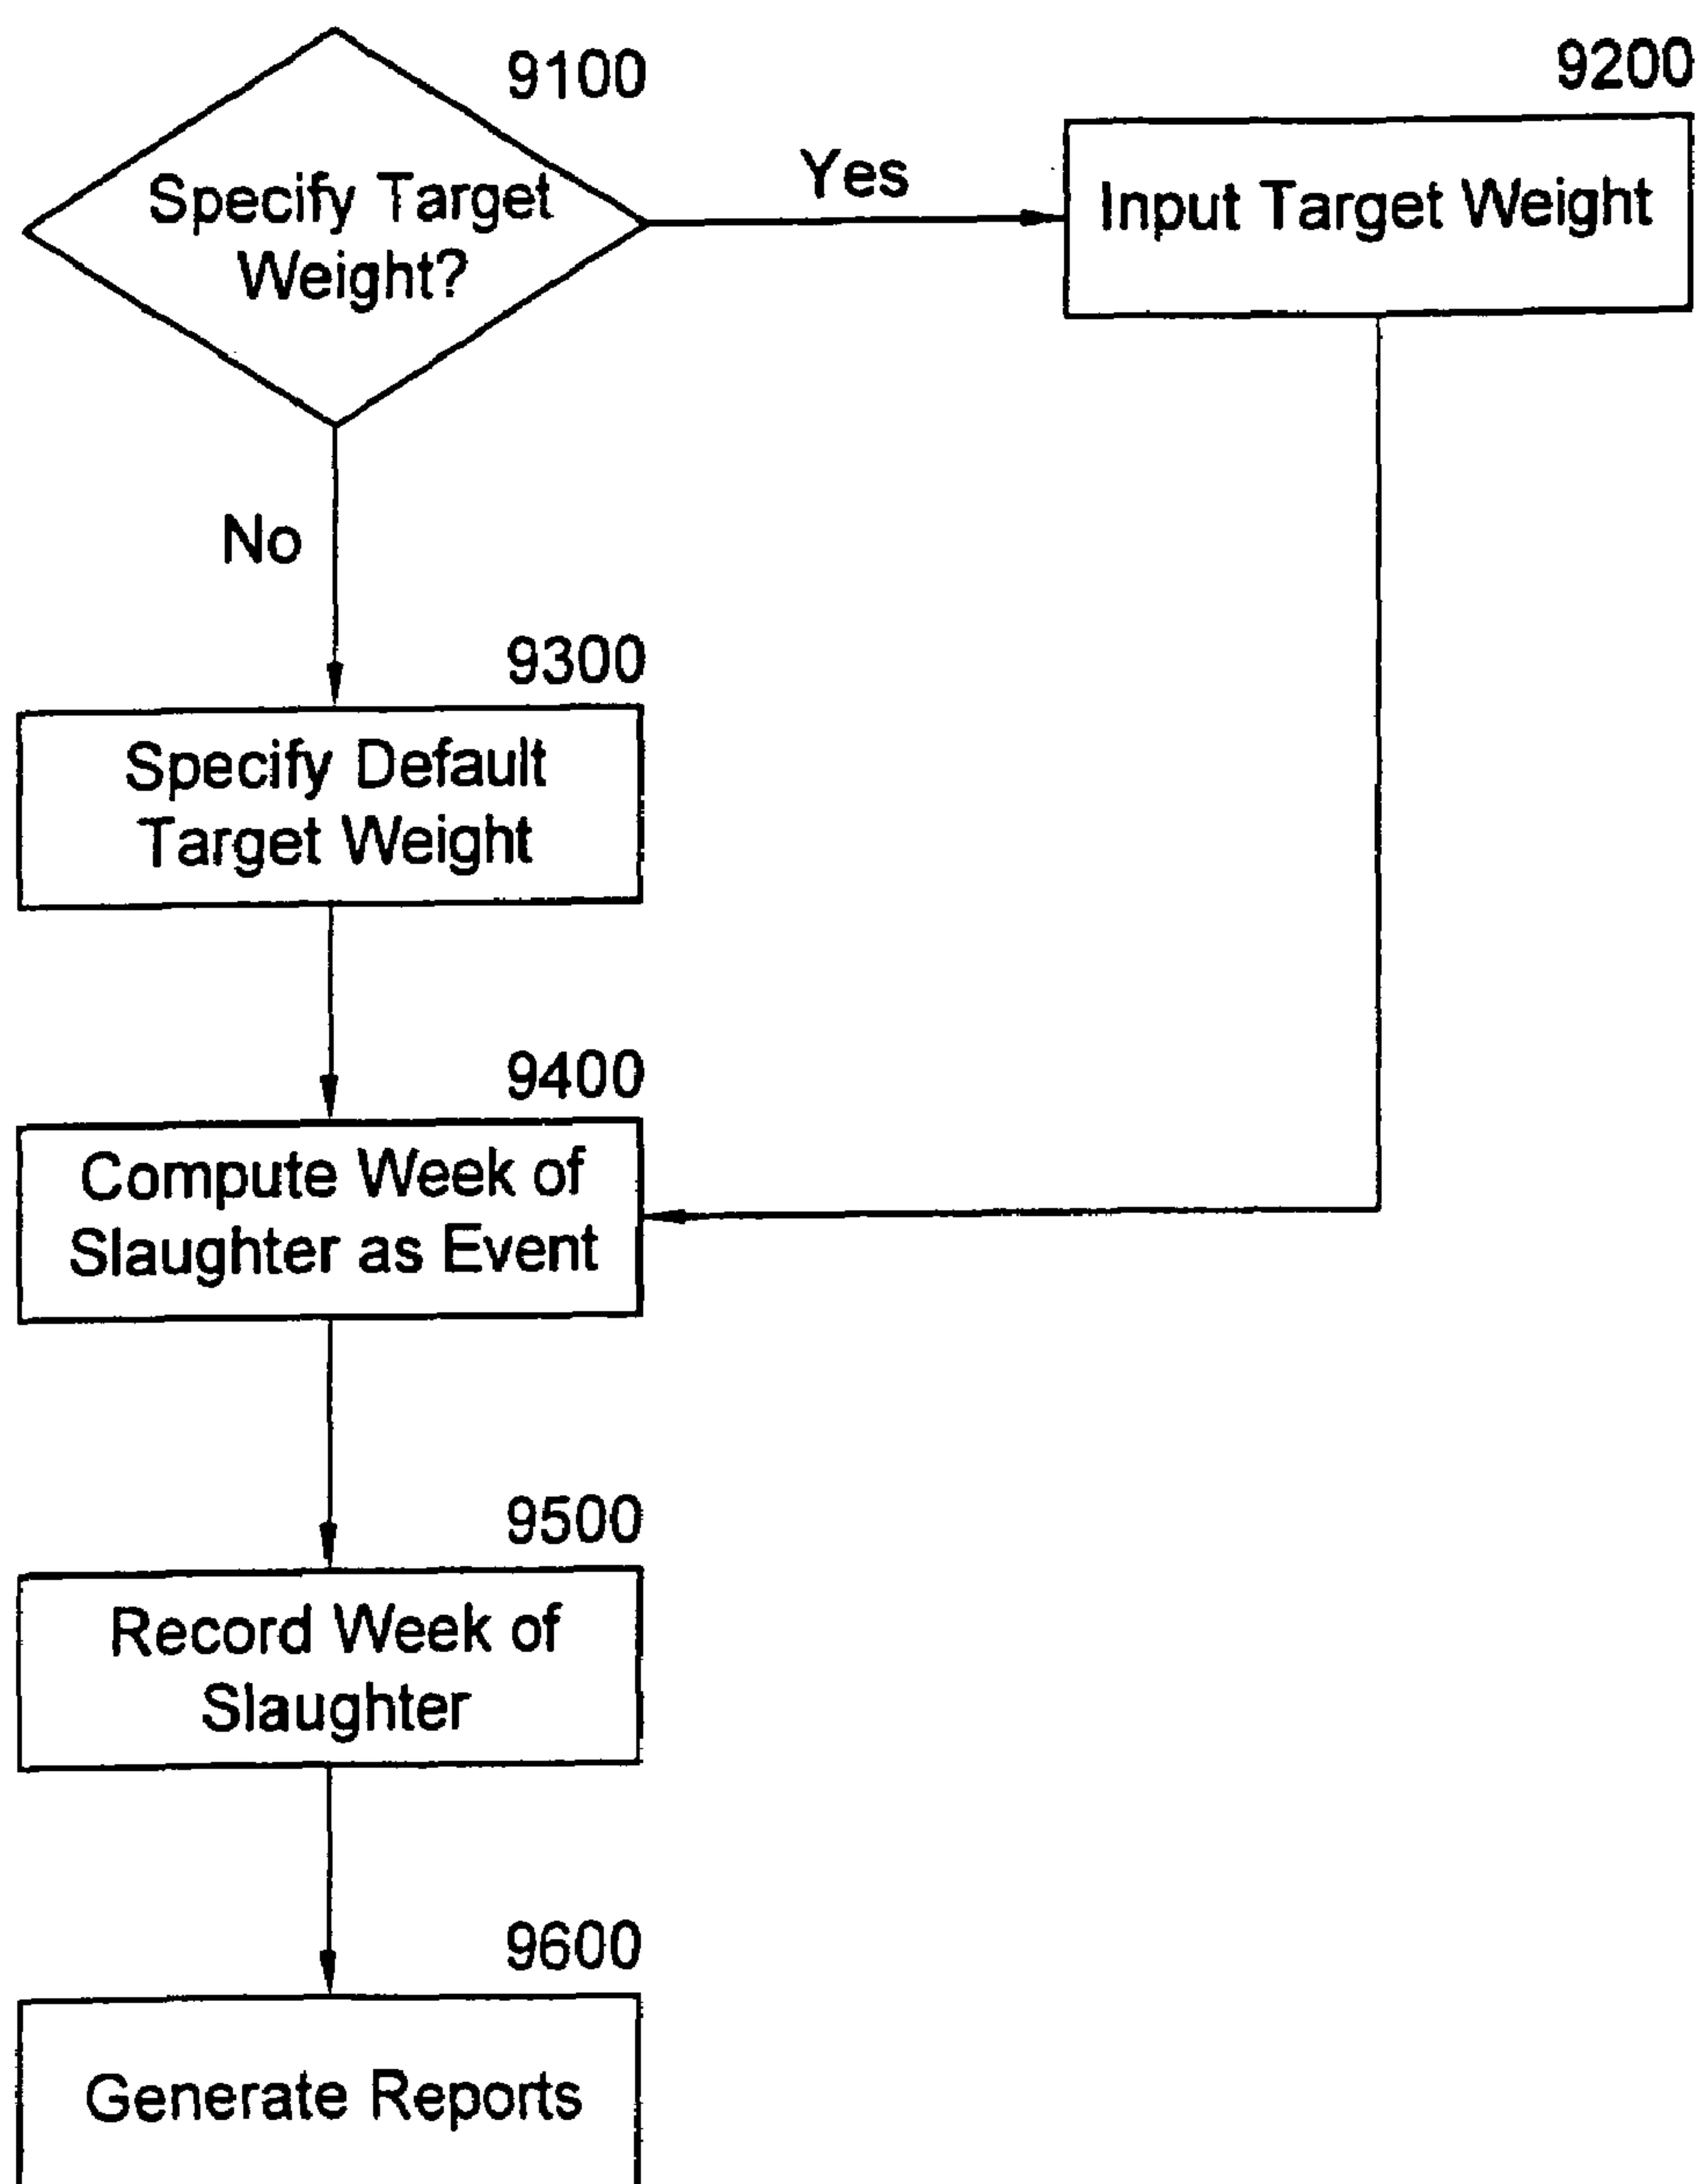 9100
Specify Target
Weight?
Yes
9200
Input Target Weight
No
9300
Specify Default
Target Weight
9400
Compute Week of
Slaughter as Event
9500
Record Week of
Slaughter
9600
Generate Reports